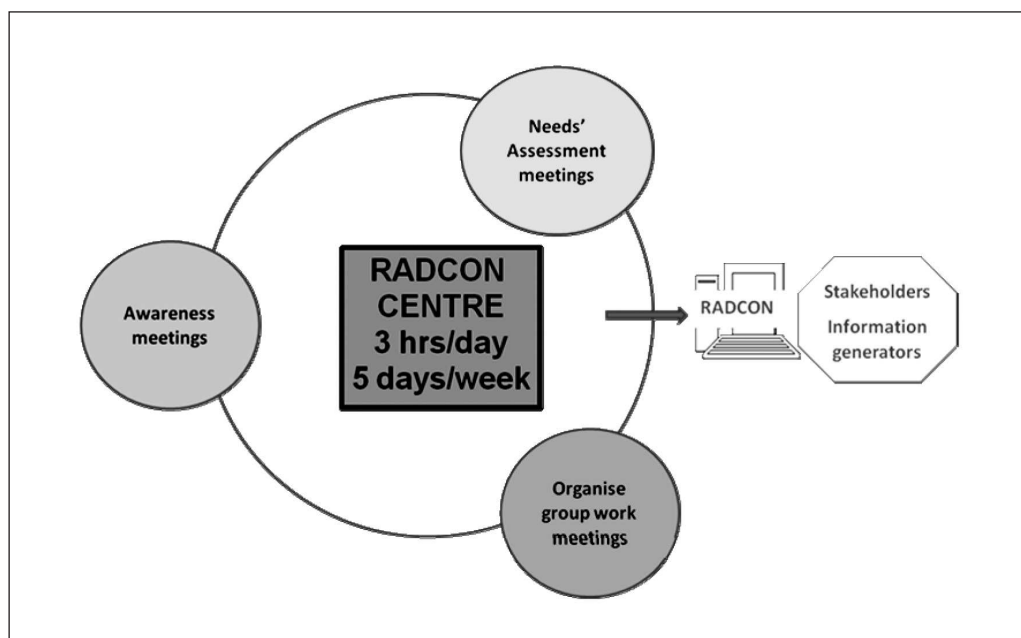 Needs'
Assessment
meetings
RADCON
CENTRE
3 hrs/day
5 days/week
Awareness
meetings
RADCON
Stakeholders
Information
generators
Organise
group work
meetings